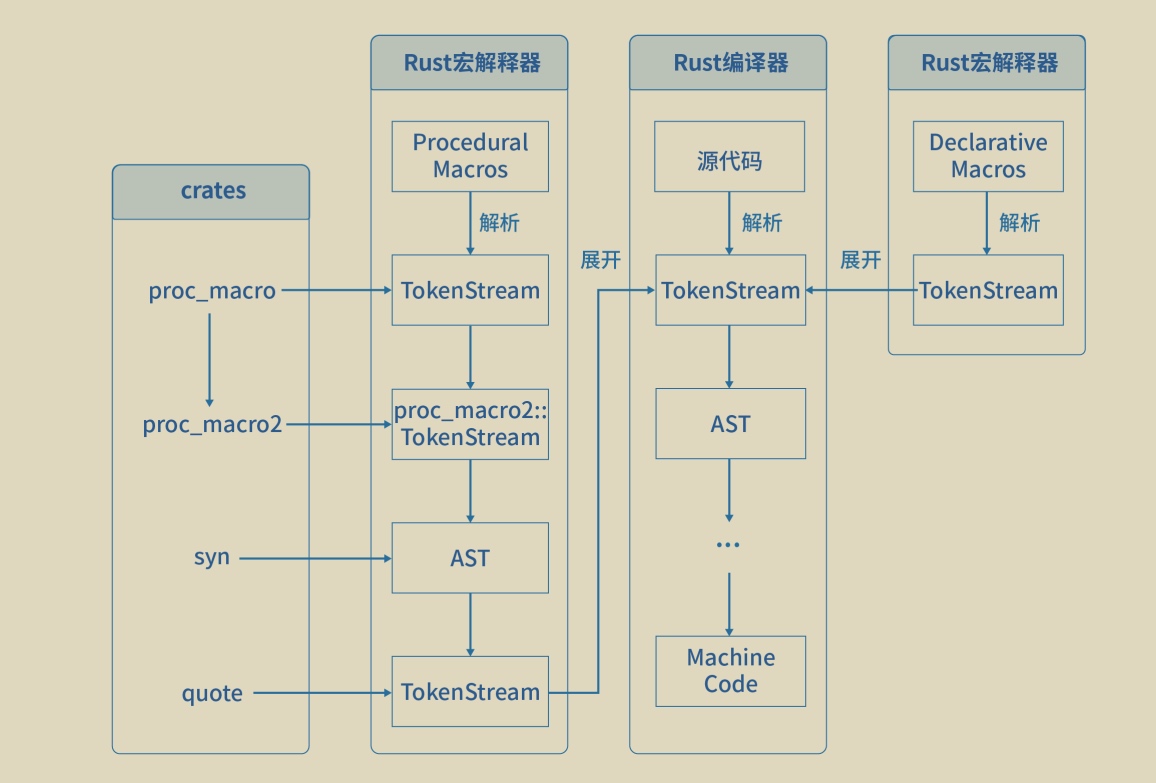 crates
proc_macro
proc_macro2
syn
quote
Rust宏解释器
Procedural
Macros
解析
TokenStream
proc_macro2::
TokenStream
AST
TokenStream
展开
Rust编译器
源代码
解析
TokenStream
AST
...
Machine
Code
展开
Rust宏解释器
Declarative
Macros
解析
TokenStream